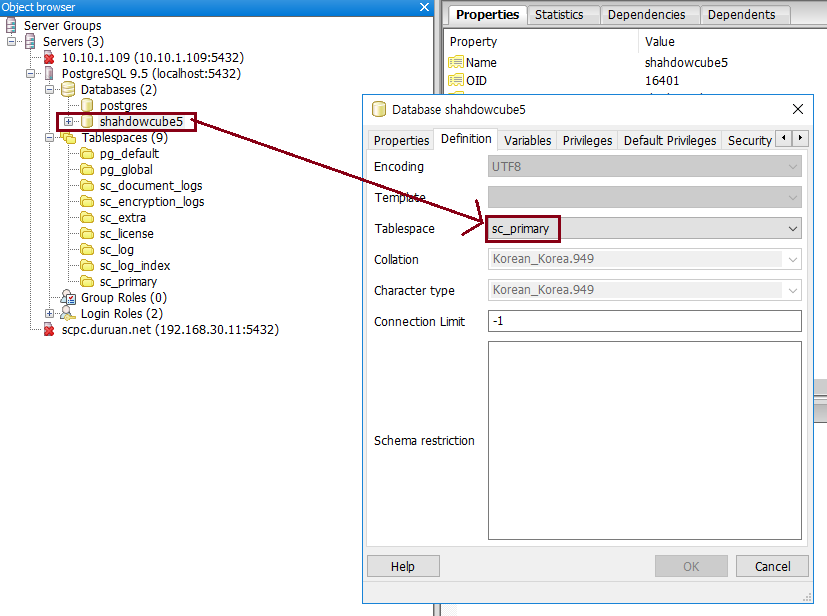 Object browser
Server Groups
Servers (3)
10.10.1.109 (10.10.1.109:5432)
PostgreSQL 9.5 (localhost:5432)
Databases (2)
postgres
shahdowcube5
Tablespaces (9)
pg_default
pg_global
sc_document_logs
sc_encryption_logs
sc_extra
sc_license
sc_log
sc_log_index
sc_primary
Group Roles (0)
Login Roles (2)
scpc.duruan.net (192.168.30.11:5432)
Properties Statistics Dependencies Dependents
Property Value
Name shahdowcube5
OID 16401
Database shahdowcube5
Properties Definition Variables Privileges Default Privileges Security
Encoding UTF8
Template
Tablespace sc_primary
Collation Korean_Korea.949
Character type Korean_Korea.949
Connection Limit -1
Schema restriction
Help OK Cancel